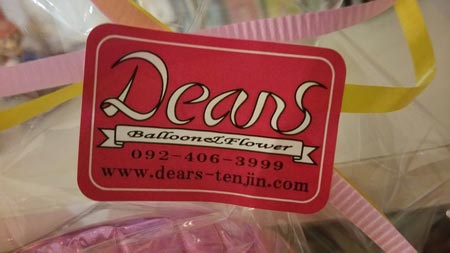 Dears
Balloon&Flower
092-406-3999
www.dears-tenjin.com